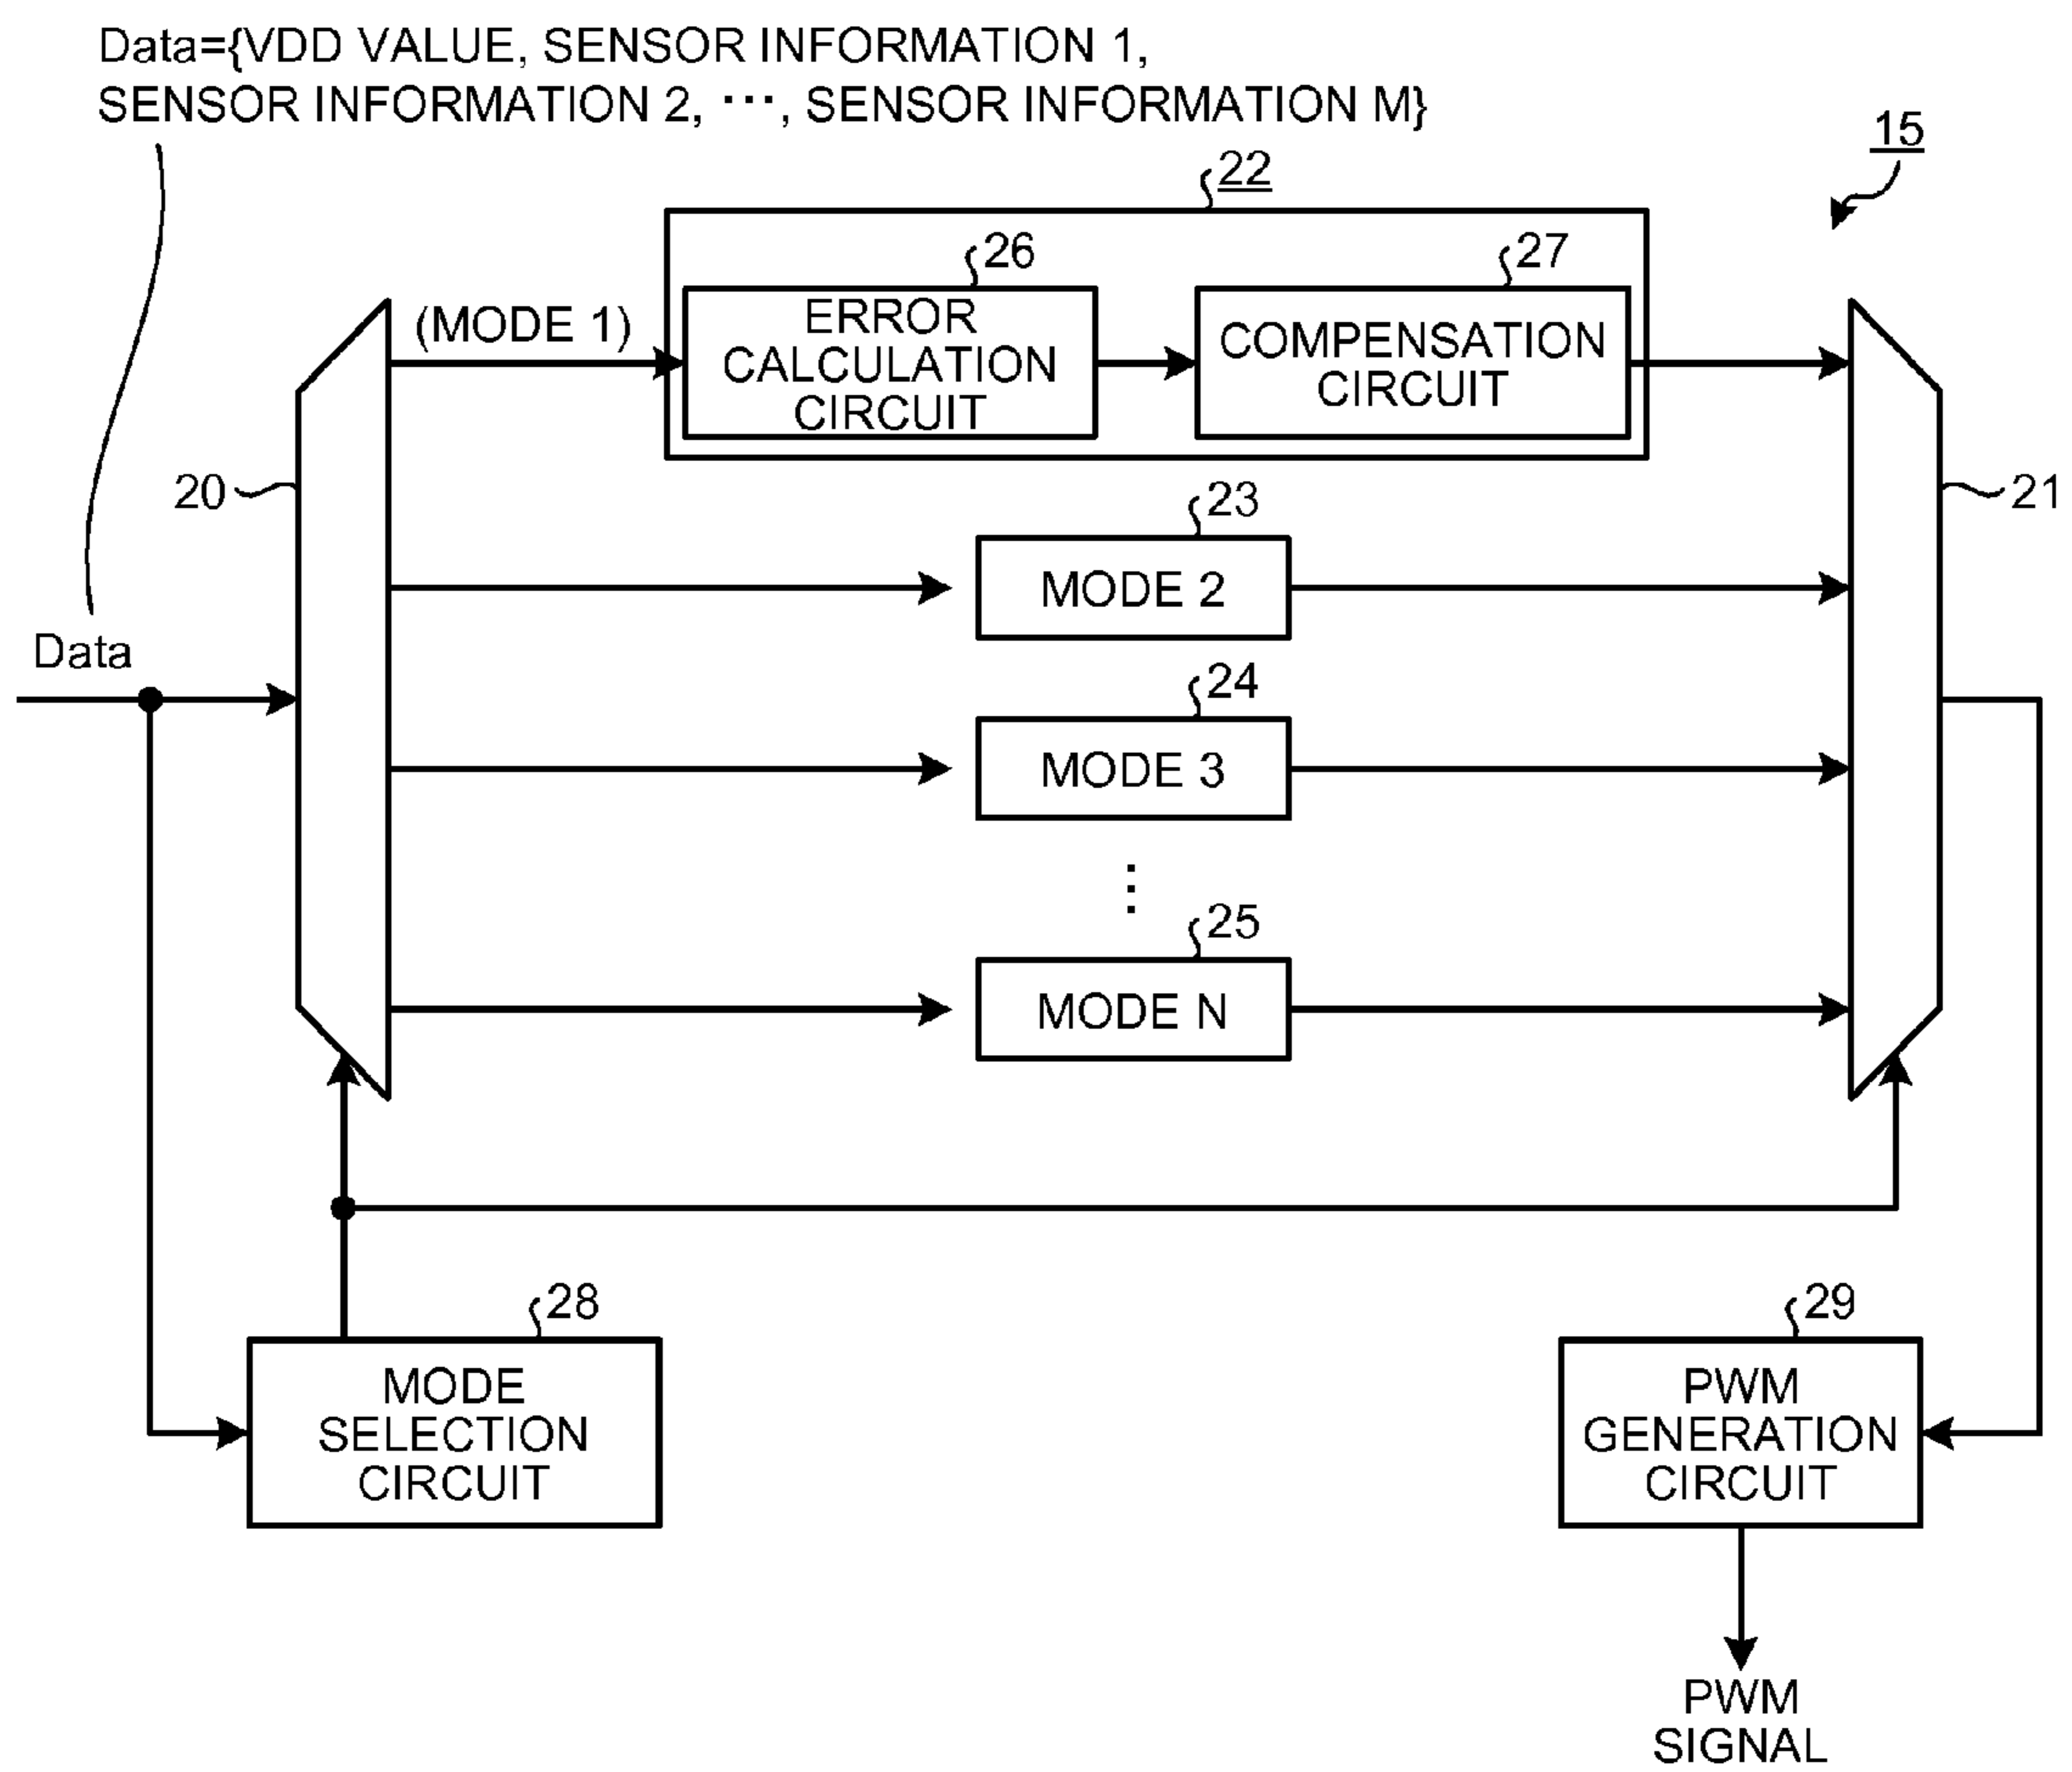 Data={VDD VALUE, SENSOR INFORMATION 1,
SENSOR INFORMATION 2, ···, SENSOR INFORMATION M}
15
22
26
27
(MODE 1)
ERROR
CALCULATION
CIRCUIT
COMPENSATION
CIRCUIT
20
21
23
MODE 2
Data
24
MODE 3
⋮
25
MODE N
28
MODE
SELECTION
CIRCUIT
29
PWM
GENERATION
CIRCUIT
PWM
SIGNAL